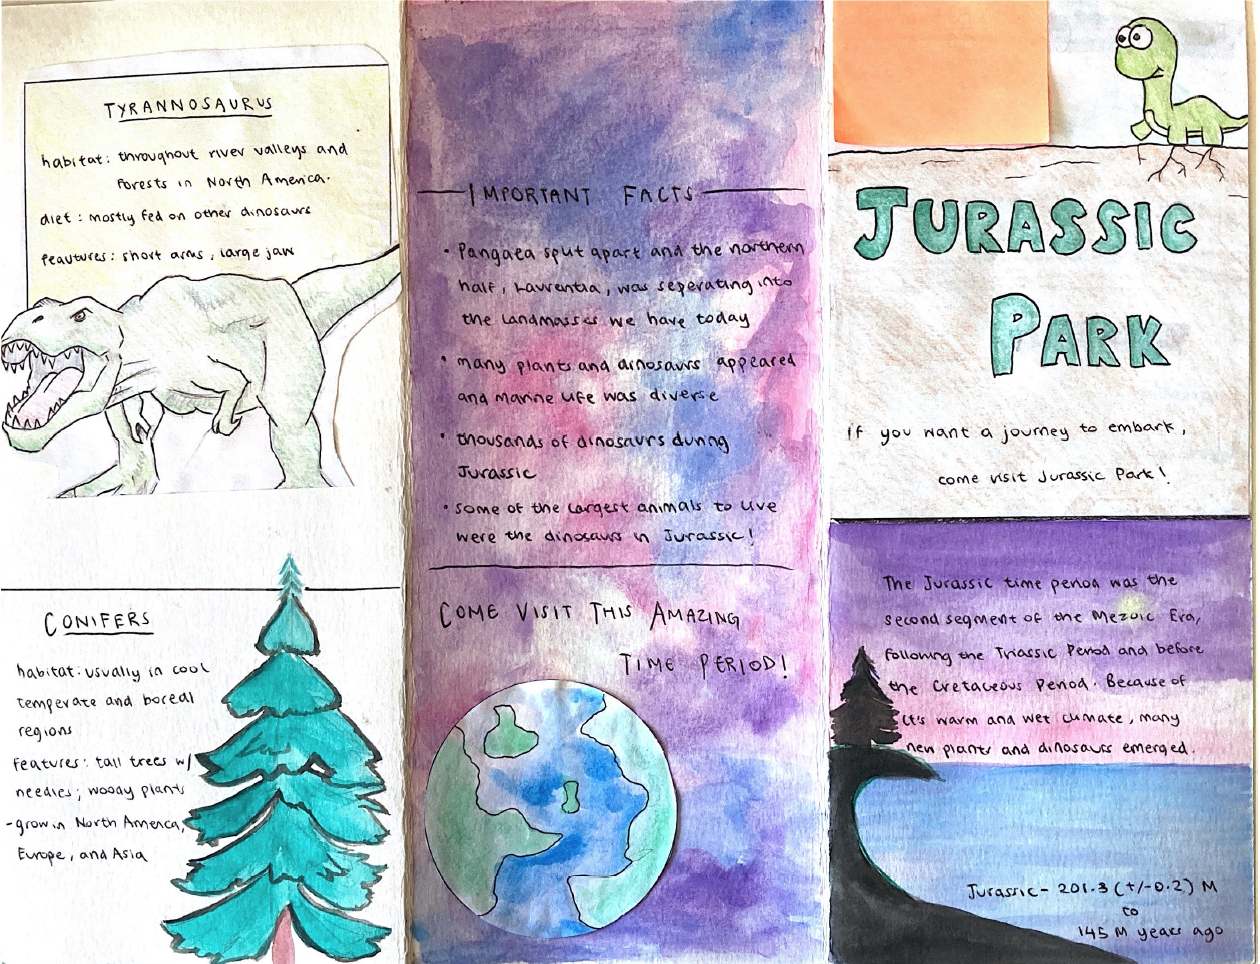 TYRANNOSAURUS
habitat: throughout river valleys and
forests in North America.
diet: mostly fed on other dinosaurs
feautures: short arms, large jaw
CONIFERS
habitat: usually in cool
temperate and boreal
regions
features: tall trees w/
needles; woody plants
-grow in North America,
Europe, and Asia
IMPORTANT FACTS
• Pangaea split apart and the northern
half, Laurentia, was seperating into
the landmasses we have today
• many plants and dinosaurs appeared
and marine life was diverse
• thousands of dinosaurs during
Jurassic
• some of the largest animals to live
were the dinosaurs in Jurassic!
COME VISIT THIS AMAZING
TIME PERIOD!
JURASSIC
PARK
If you want a journey to embark,
come visit Jurassic Park!
The Jurassic time period was the
second segment of the Mezoic Era,
following the Triassic Period and before
the Cretaceous Period. Because of
it's warm and wet climate, many
new plants and dinosaurs emerged.
Jurassic- 201.3 (+/-0.2) M
to
145 M years ago